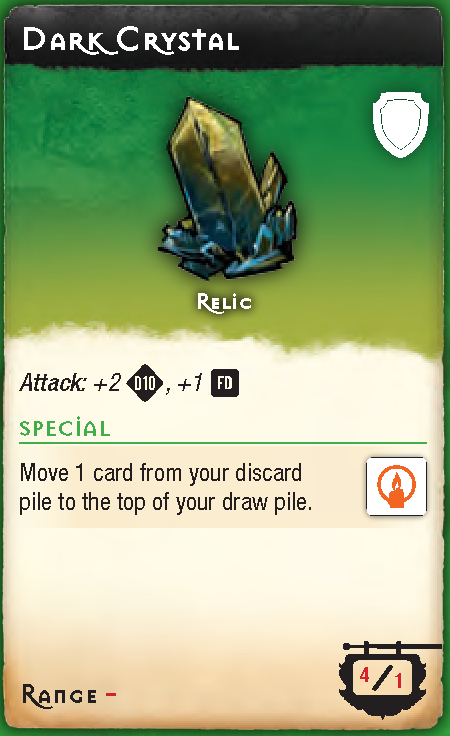 Dark Crystal
Relic
Attack: +2 D10, +1 FD
SPECIAL
Move 1 card from your discard
pile to the top of your draw pile.
Range -
4/1